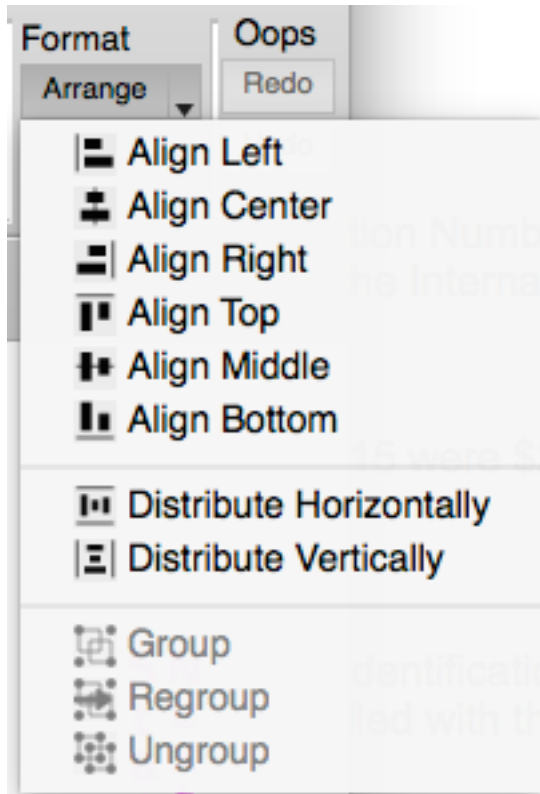 Format Oops
Arrange Redo
Align Left
Align Center
Align Right
Align Top
Align Middle
Align Bottom
Distribute Horizontally
Distribute Vertically
Group
Regroup
Ungroup